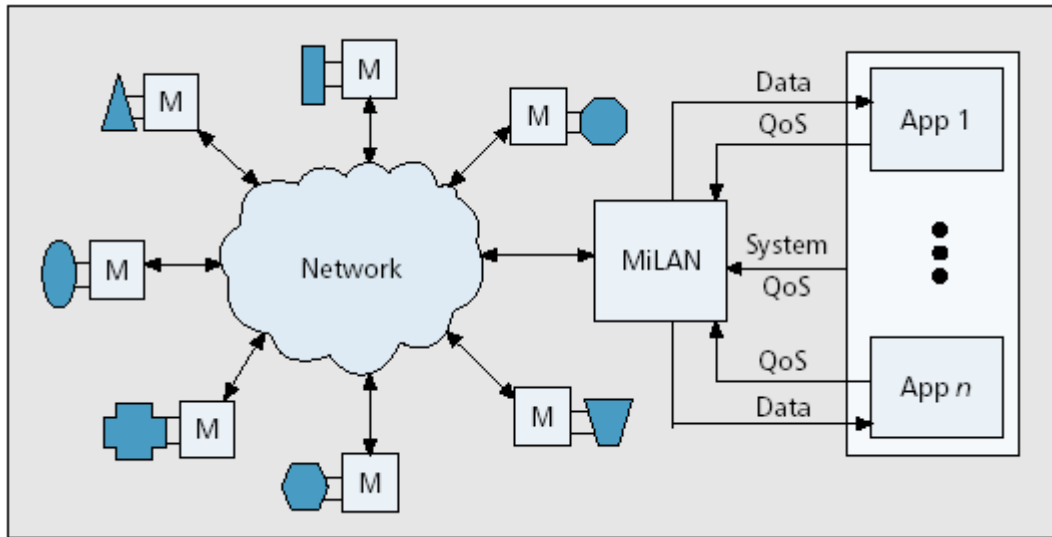 M
M
M
M
Network
M
M
M
MiLAN
Data
QoS
System
QoS
QoS
Data
App 1
App n